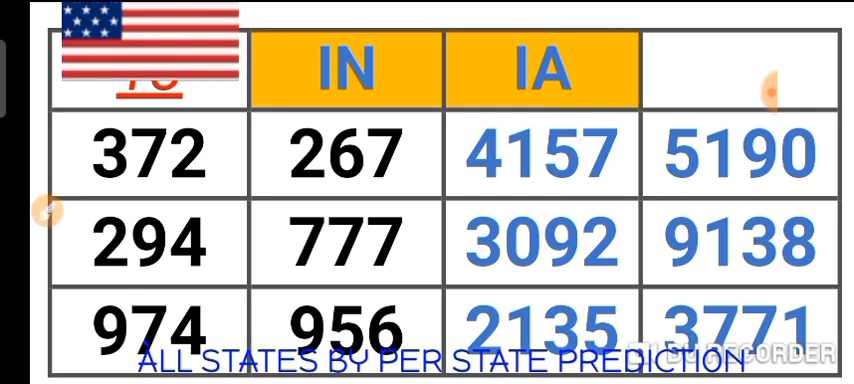 IN IA
372 267 4157 5190
294 777 3092 9138
974 956 2135 3771
ALL STATES BY PER STATE PREDICTION
RECORDER